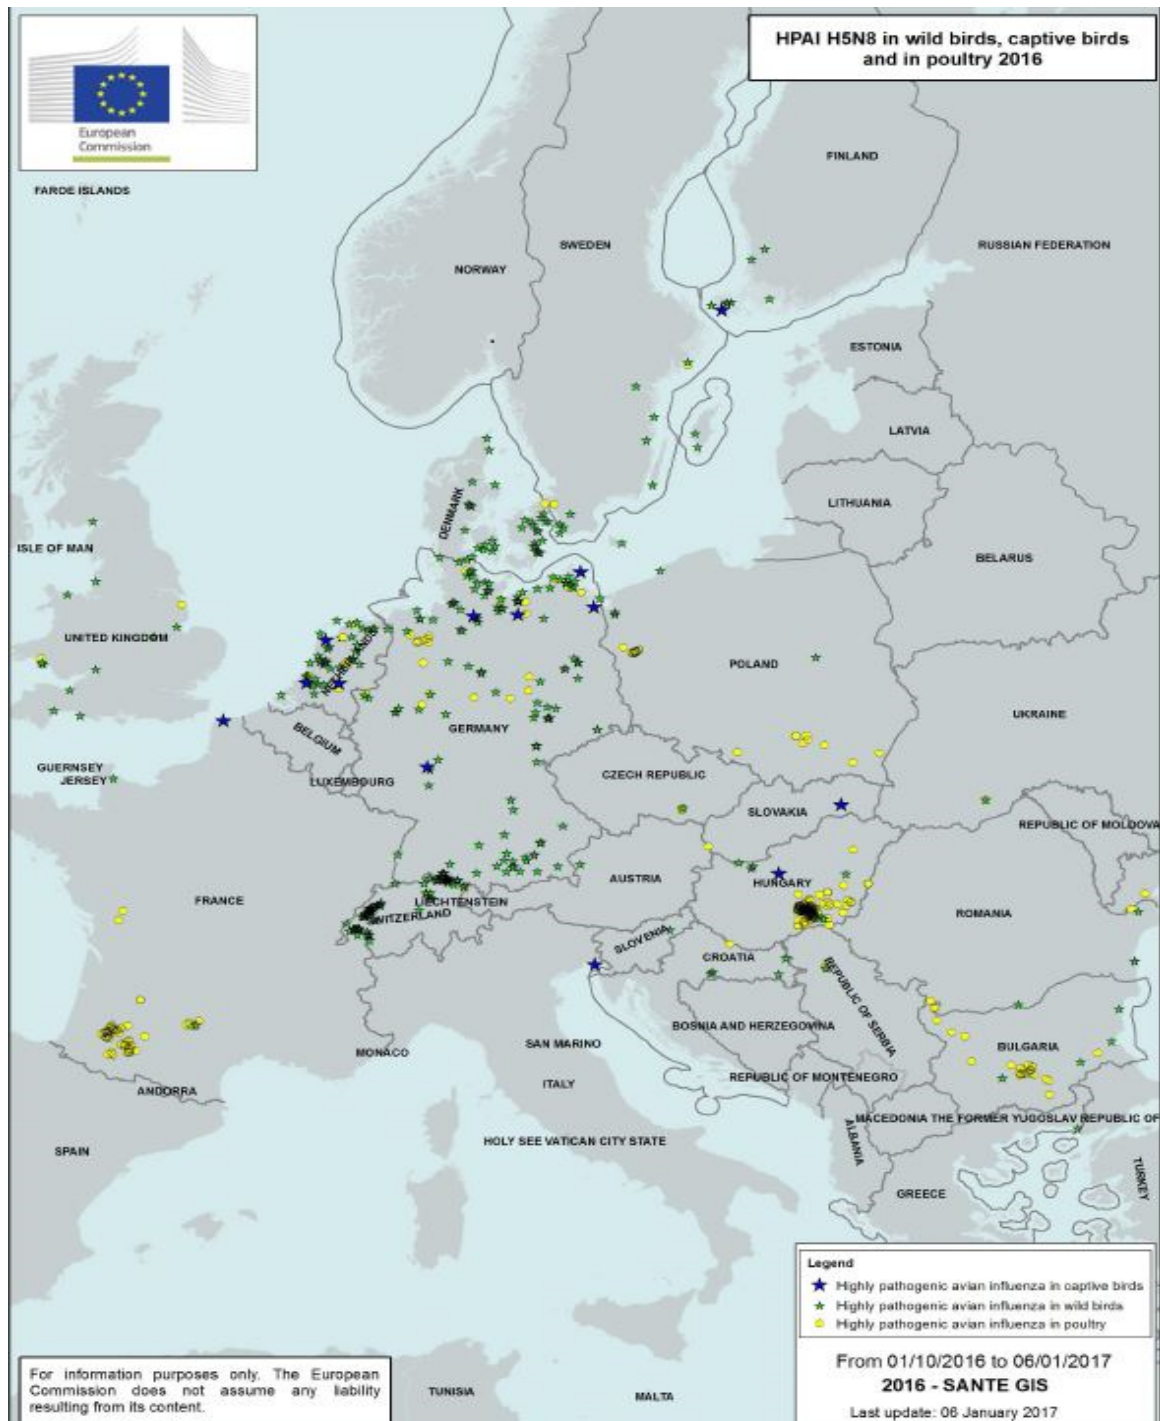 HPAI H5N8 in wild birds, captive birds
and in poultry 2016
European
Commission
FAROE ISLANDS
FINLAND
SWEDEN
RUSSIAN FEDERATION
NORWAY
ESTONIA
LATVIA
LITHUANIA
DENMARK
ISLE OF MAN
BELARUS
UNITED KINGDOM
NETHERLANDS
POLAND
UKRAINE
GERMANY
BELGIUM
GUERNSEY
JERSEY
LUXEMBOURG
CZECH REPUBLIC
SLOVAKIA
REPUBLIC OF MOLDOVA
AUSTRIA
HUNGARY
FRANCE
LIECHTENSTEIN
SWITZERLAND
ROMANIA
SLOVENIA
CROATIA
REPUBLIC OF SERBIA
BOSNIA AND HERZEGOVINA
SAN MARINO
MONACO
BULGARIA
ITALY
REPUBLIC OF MONTENEGRO
ANDORRA
MACEDONIA THE FORMER YUGOSLAV REPUBLIC OF
ALBANIA
HOLY SEE VATICAN CITY STATE
SPAIN
TURKEY
GREECE
Legend
Highly pathogenic avian influenza in captive birds
Highly pathogenic avian influenza in wild birds
Highly pathogenic avian influenza in poultry
From 01/10/2016 to 06/01/2017
2016 - SANTE GIS
Last update: 06 January 2017
For information purposes only. The European
Commission does not assume any liability
resulting from its content.
TUNISIA
MALTA